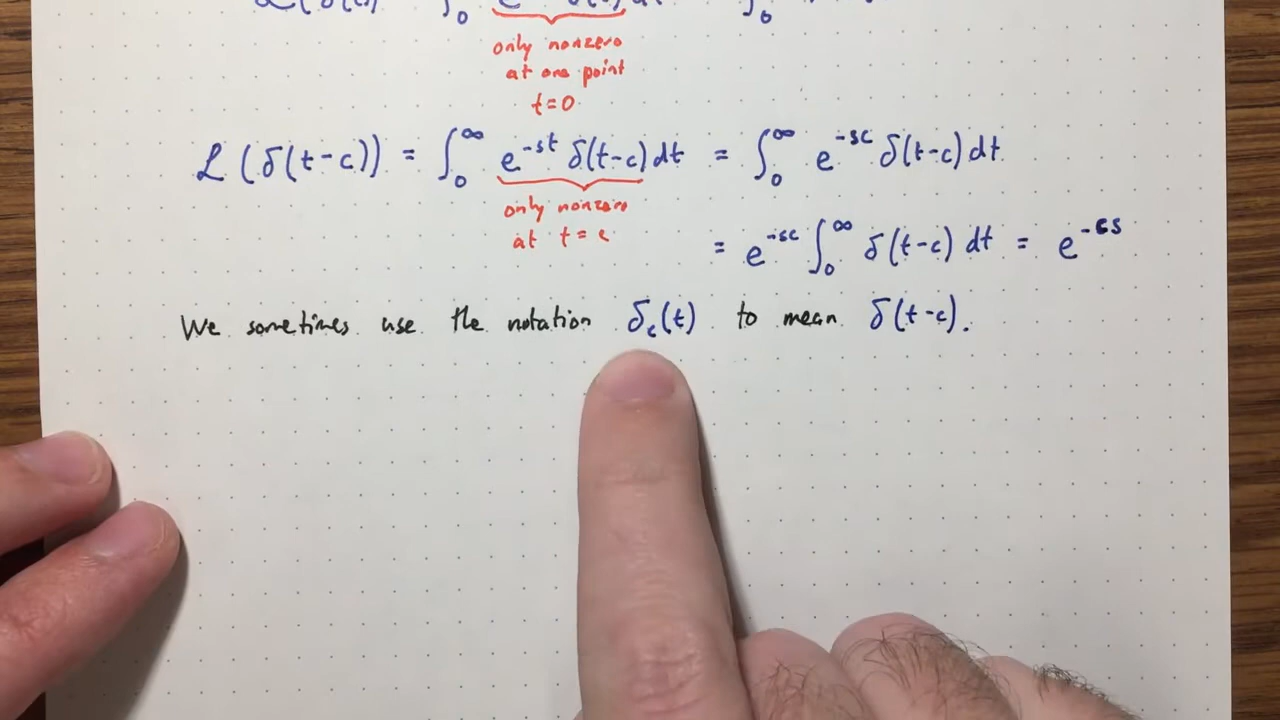 only nonzero
at one point
t=0
ℒ(δ(t-c)) = ∫₀^∞ e^{-st} δ(t-c) dt = ∫₀^∞ e^{-sc} δ(t-c) dt
only nonzero
at t = c
= e^{-sc} ∫₀^∞ δ(t-c) dt = e^{-cs}
We sometimes use the notation δ_c(t) to mean δ(t-c).